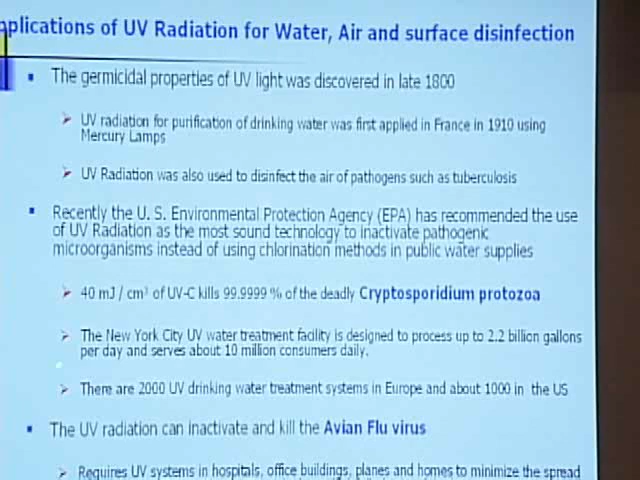 pplications of UV Radiation for Water, Air and surface disinfection
The germicidal properties of UV light was discovered in late 1800
UV radiation for purification of drinking water was first applied in France in 1910 using
Mercury Lamps
UV Radiation was also used to disinfect the air of pathogens such as tuberculosis
Recently the U. S. Environmental Protection Agency (EPA) has recommended the use
of UV Radiation as the most sound technology to inactivate pathogenic
microorganisms instead of using chlorination methods in public water supplies
40 mJ / cm³ of UV-C kills 99.9999 % of the deadly Cryptosporidium protozoa
The New York City UV water treatment facility is designed to process up to 2.2 billion gallons
per day and serves about 10 million consumers daily.
There are 2000 UV drinking water treatment systems in Europe and about 1000 in the US
The UV radiation can inactivate and kill the Avian Flu virus
Requires UV systems in hospitals, office buildings, planes and homes to minimize the spread